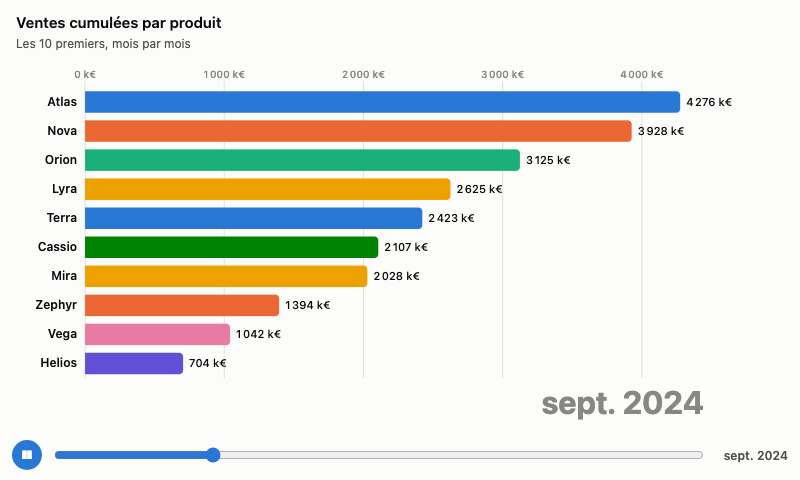 Ventes cumulées par produit
Les 10 premiers, mois par mois
0 k€ 1 000 k€ 2 000 k€ 3 000 k€ 4 000 k€
Atlas 4 276 k€
Nova 3 928 k€
Orion 3 125 k€
Lyra 2 625 k€
Terra 2 423 k€
Cassio 2 107 k€
Mira 2 028 k€
Zephyr 1 394 k€
Vega 1 042 k€
Helios 704 k€
sept. 2024
sept. 2024